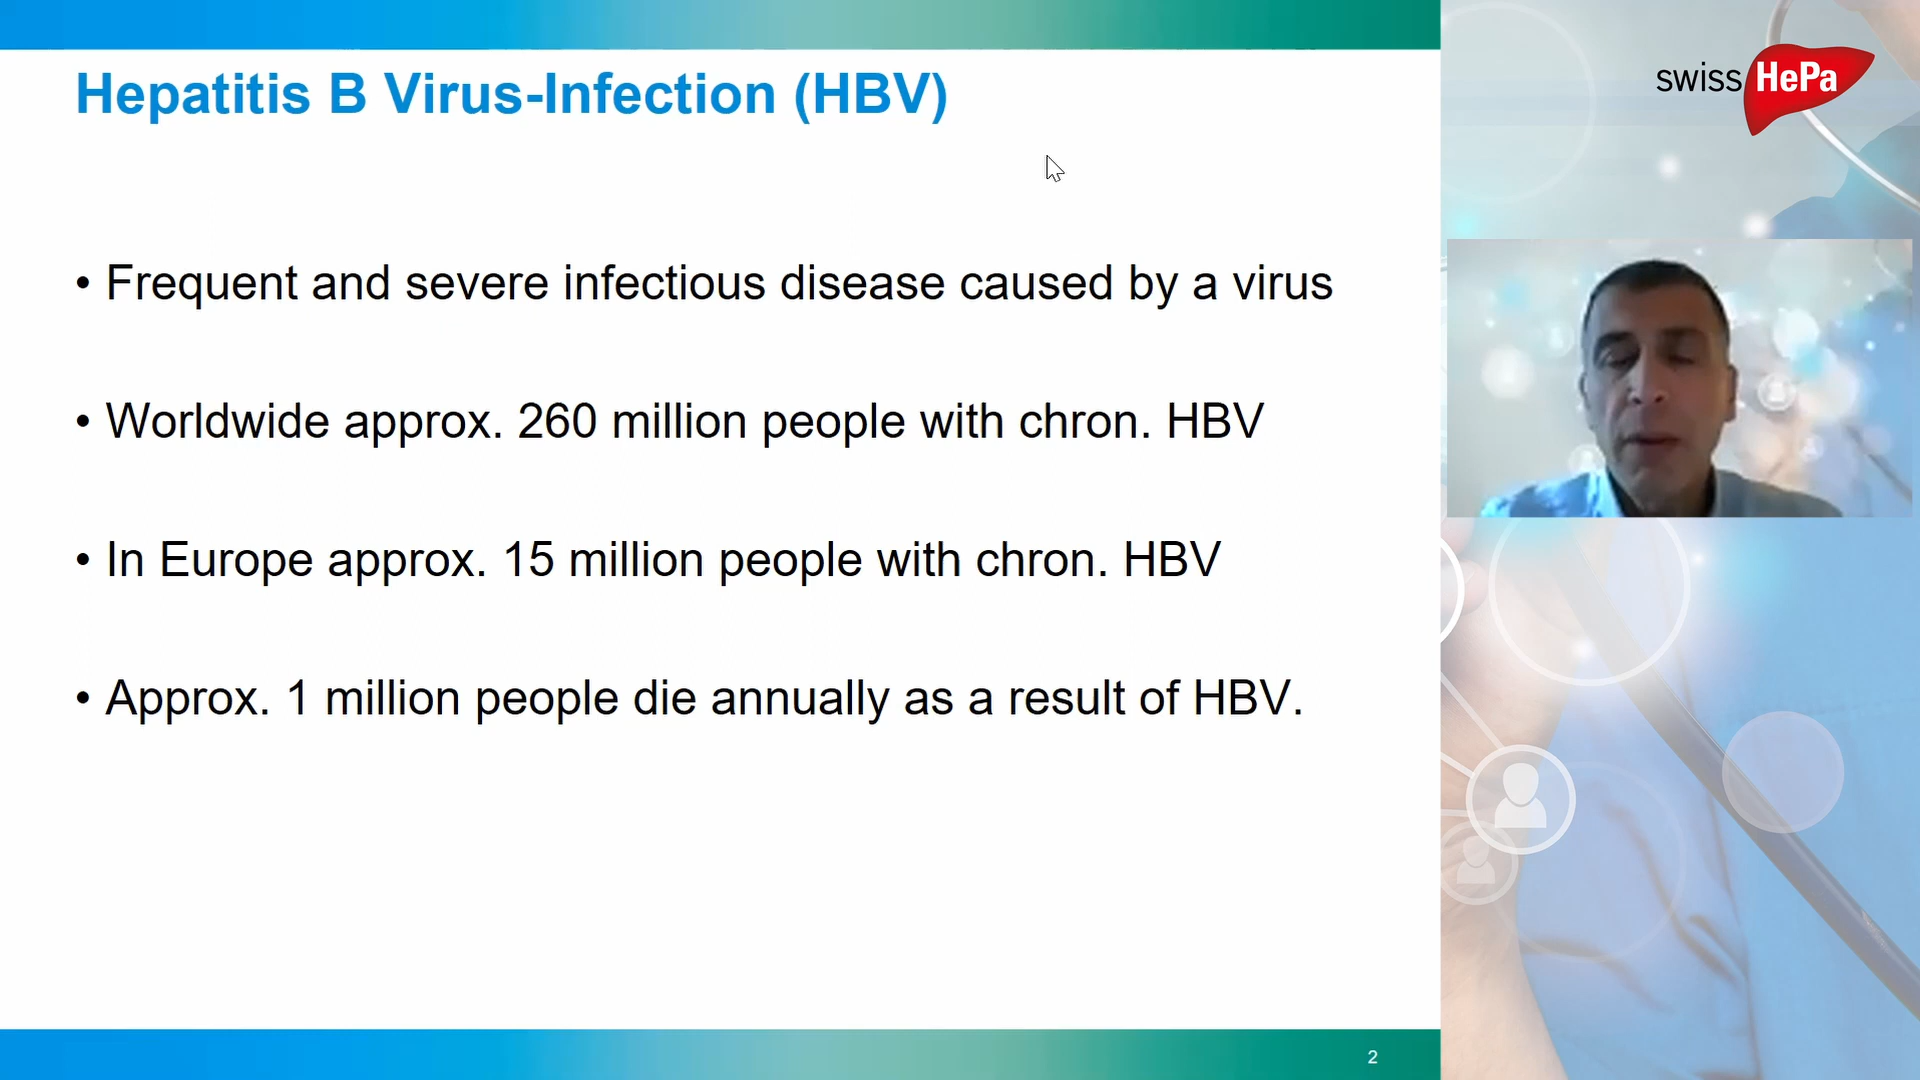 Hepatitis B Virus-Infection (HBV)
swiss HePa
• Frequent and severe infectious disease caused by a virus
• Worldwide approx. 260 million people with chron. HBV
• In Europe approx. 15 million people with chron. HBV
• Approx. 1 million people die annually as a result of HBV.
2